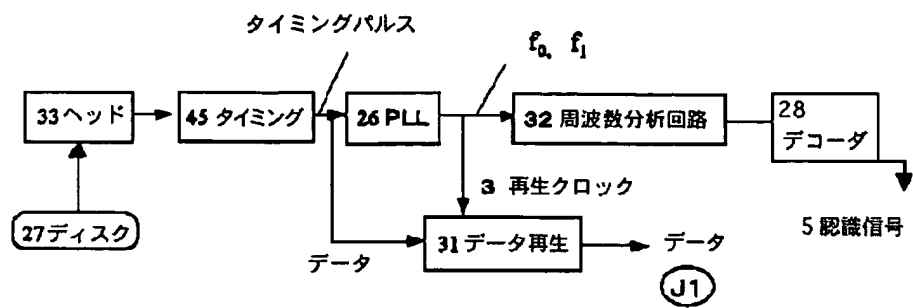 タイミングパルス
f0、f1
33ヘッド
45 タイミング
26 PLL
32 周波数分析回路
28
デコーダ
3 再生クロック
5 認識信号
27ディスク
データ
31データ再生
データ
J1